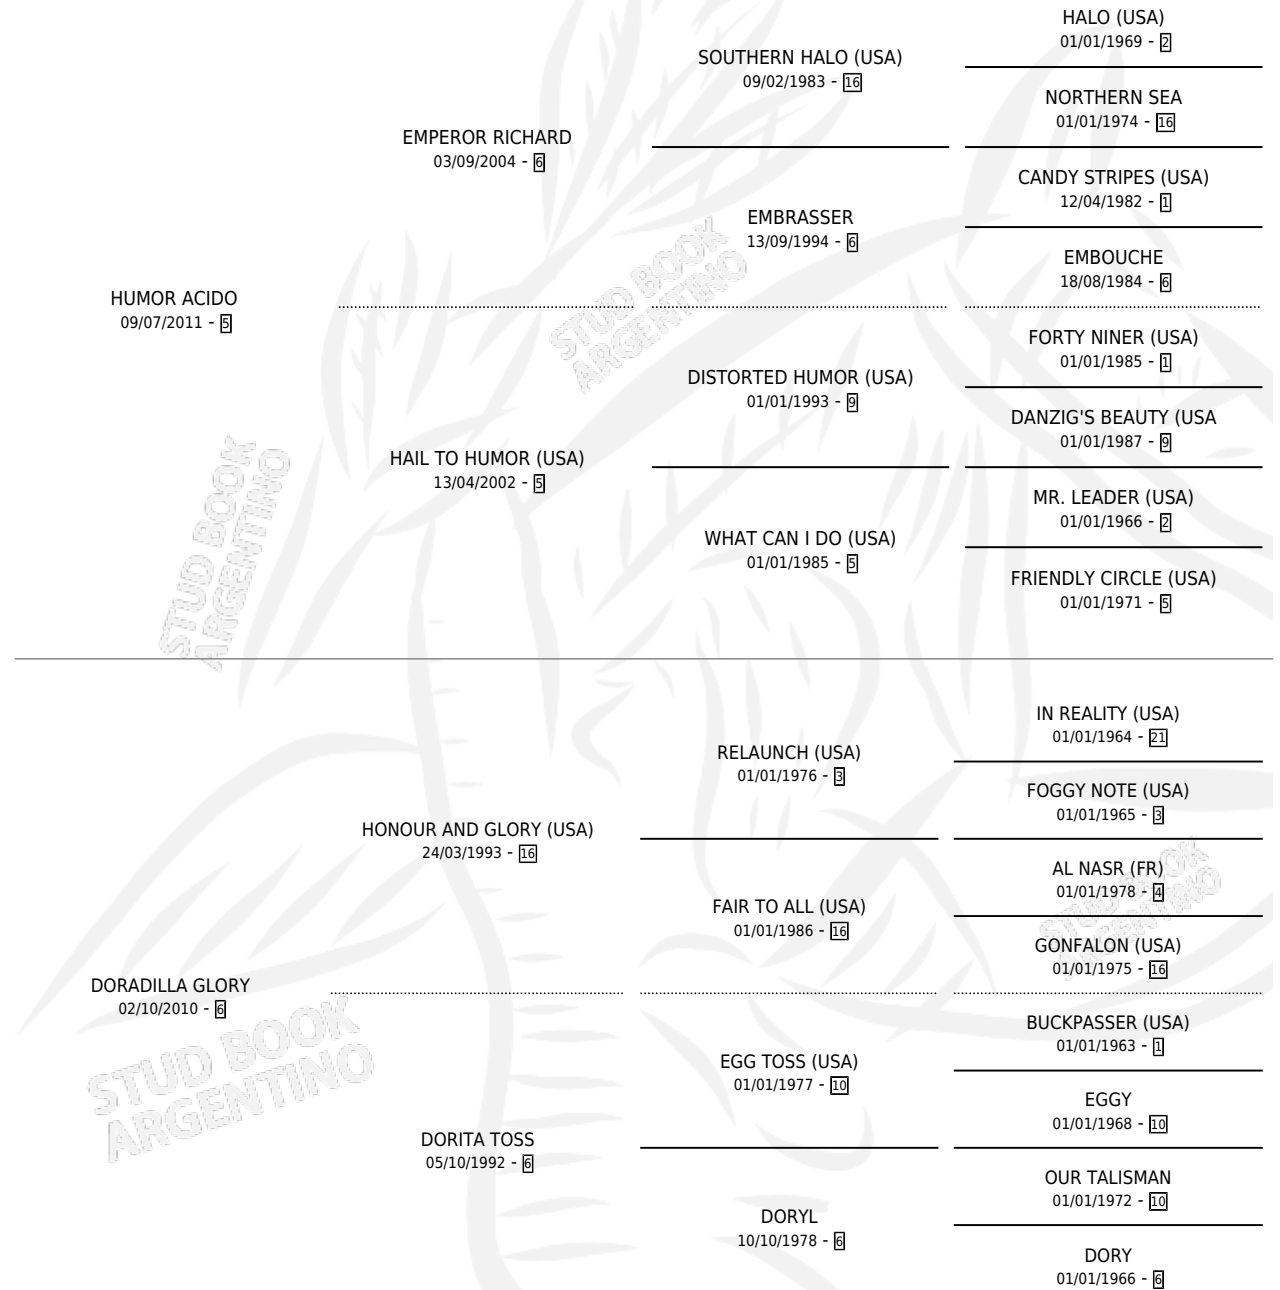 HALO (USA)
01/01/1969 - 2
SOUTHERN HALO (USA)
09/02/1983 - 16
NORTHERN SEA
01/01/1974 - 16
EMPEROR RICHARD
03/09/2004 - 6
CANDY STRIPES (USA)
12/04/1982 - 1
EMBRASSER
13/09/1994 - 6
EMBOUCHE
18/08/1984 - 6
HUMOR ACIDO
09/07/2011 - 5
FORTY NINER (USA)
01/01/1985 - 1
DISTORTED HUMOR (USA)
01/01/1993 - 9
DANZIG'S BEAUTY (USA
01/01/1987 - 9
HAIL TO HUMOR (USA)
13/04/2002 - 5
MR. LEADER (USA)
01/01/1966 - 2
WHAT CAN I DO (USA)
01/01/1985 - 5
FRIENDLY CIRCLE (USA)
01/01/1971 - 5
IN REALITY (USA)
01/01/1964 - 21
RELAUNCH (USA)
01/01/1976 - 3
FOGGY NOTE (USA)
01/01/1965 - 3
HONOUR AND GLORY (USA)
24/03/1993 - 16
AL NASR (FR)
01/01/1978 - 4
FAIR TO ALL (USA)
01/01/1986 - 16
GONFALON (USA)
01/01/1975 - 16
DORADILLA GLORY
02/10/2010 - 6
BUCKPASSER (USA)
01/01/1963 - 1
EGG TOSS (USA)
01/01/1977 - 10
EGGY
01/01/1968 - 10
DORITA TOSS
05/10/1992 - 6
OUR TALISMAN
01/01/1972 - 10
DORYL
10/10/1978 - 6
DORY
01/01/1966 - 6
STUD BOOK
ARGENTINO
STUD BOOK
ARGENTINO
STUD BOOK
ARGENTINO
STUD BOOK
ARGENTINO